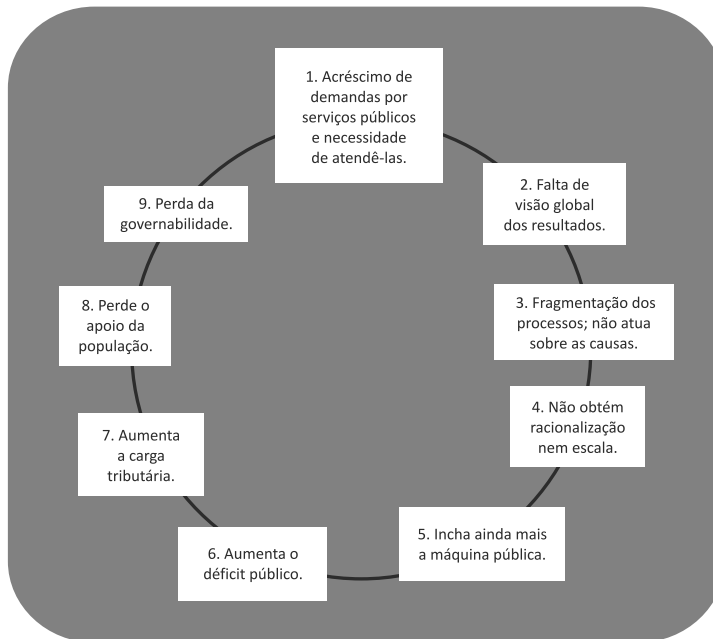 1. Acréscimo de
demandas por
serviços públicos
e necessidade
de atendê-las.
2. Falta de
visão global
dos resultados.
3. Fragmentação dos
processos; não atua
sobre as causas.
4. Não obtém
racionalização
nem escala.
5. Incha ainda mais
a máquina pública.
6. Aumenta o
déficit público.
7. Aumenta
a carga
tributária.
8. Perde o
apoio da
população.
9. Perda da
governabilidade.